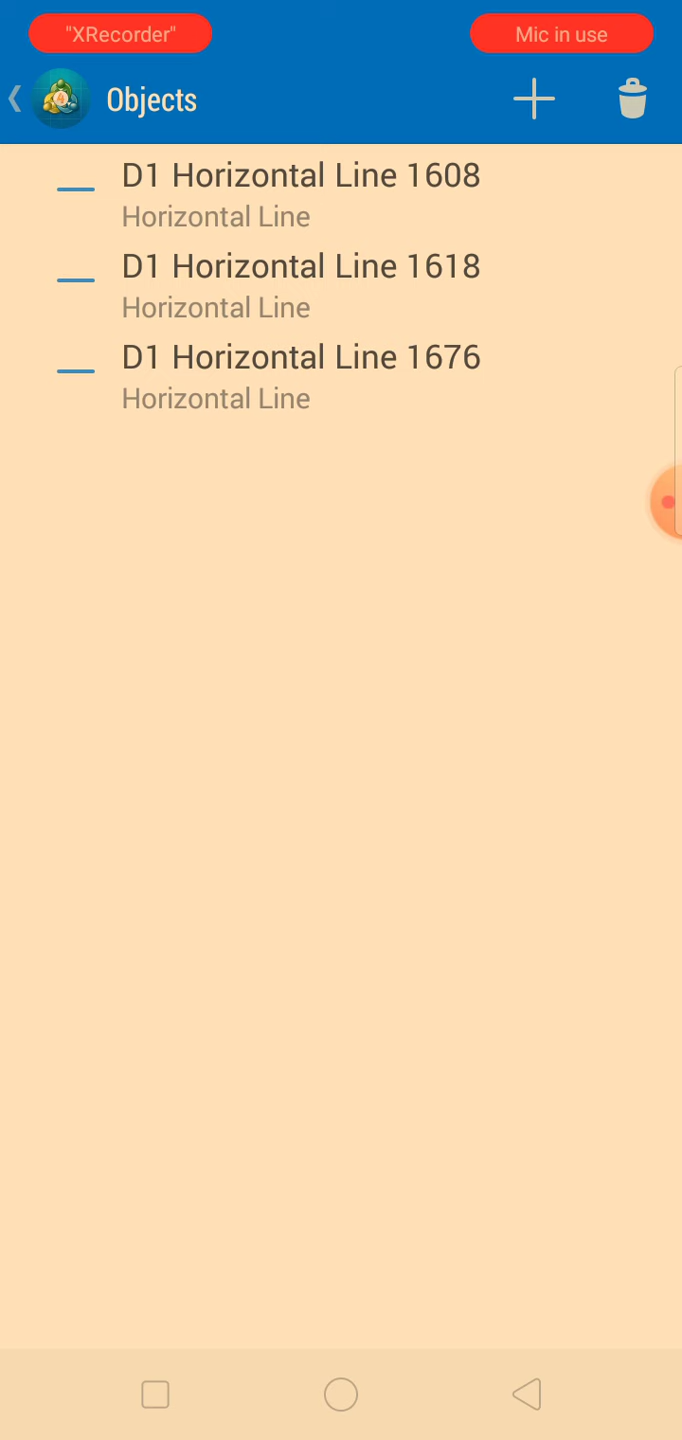 "XRecorder"
Mic in use
Objects
D1 Horizontal Line 1608
Horizontal Line
D1 Horizontal Line 1618
Horizontal Line
D1 Horizontal Line 1676
Horizontal Line